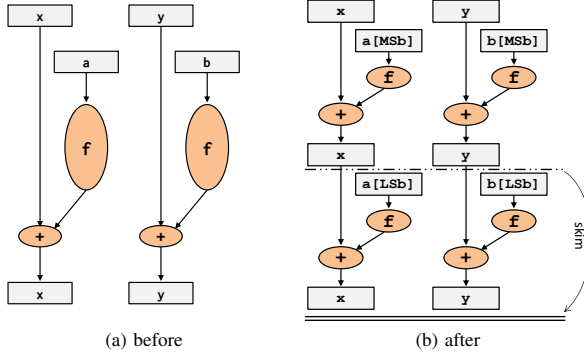 x y
a b
f f
+ +
x y
(a) before
x y
a[MSb] b[MSb]
f f
+ +
x y
a[LSb] b[LSb]
f f
+ +
x y
skim
(b) after